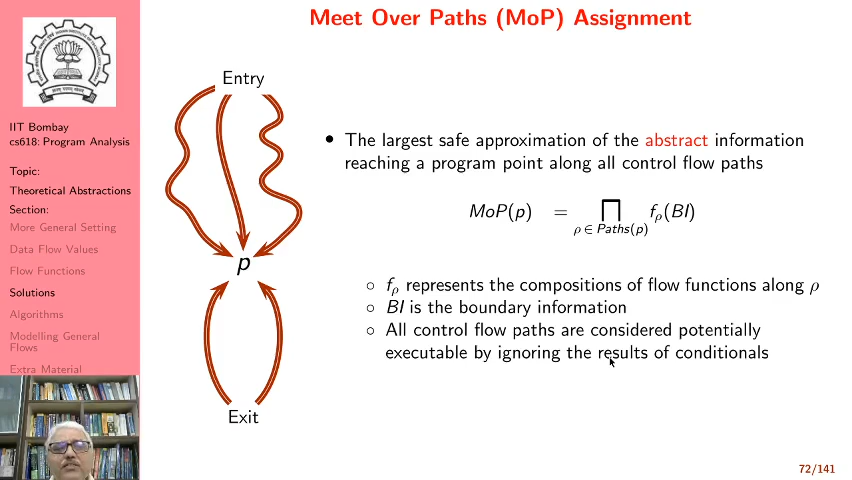 Meet Over Paths (MoP) Assignment
IIT Bombay
cs618: Program Analysis
Topic:
Theoretical Abstractions
Section:
More General Setting
Data Flow Values
Flow Functions
Solutions
Algorithms
Modelling General
Flows
Extra Material
Entry
p
Exit
• The largest safe approximation of the abstract information
reaching a program point along all control flow paths
MoP(p) = ⨅ fρ(BI)
ρ ∈ Paths(p)
○ fρ represents the compositions of flow functions along ρ
○ BI is the boundary information
○ All control flow paths are considered potentially
executable by ignoring the results of conditionals
72/141